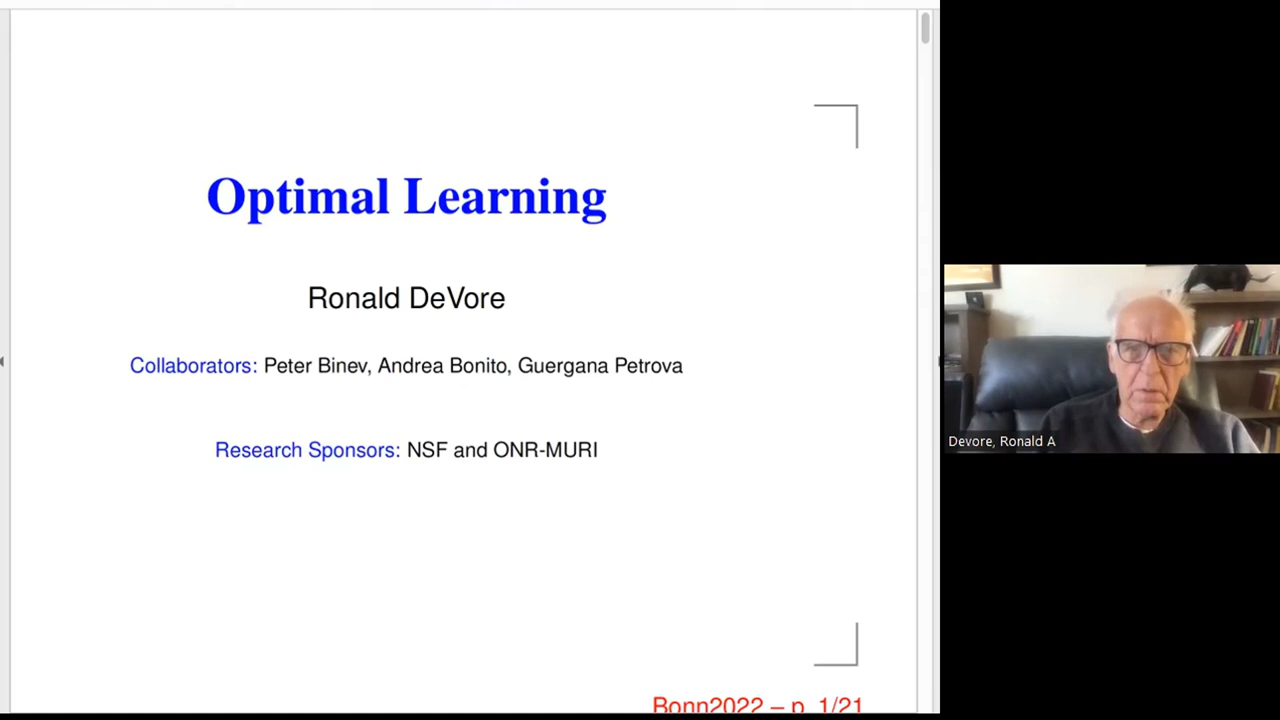 Optimal Learning
Ronald DeVore
Collaborators: Peter Binev, Andrea Bonito, Guergana Petrova
Research Sponsors: NSF and ONR-MURI
Bonn2022 – p. 1/21
Devore, Ronald A